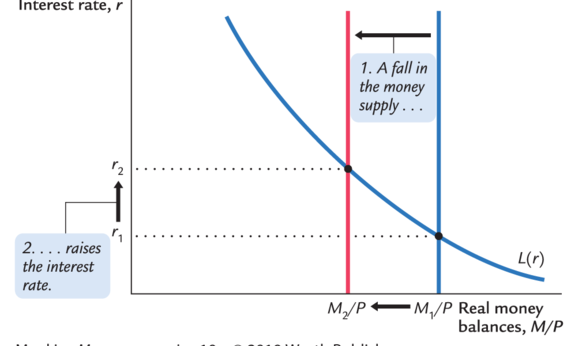 Interest rate, r
1. A fall in
the money
supply . . .
r2
r1
2. . . . raises
the interest
rate.
L(r)
M2/P
M1/P
Real money
balances, M/P